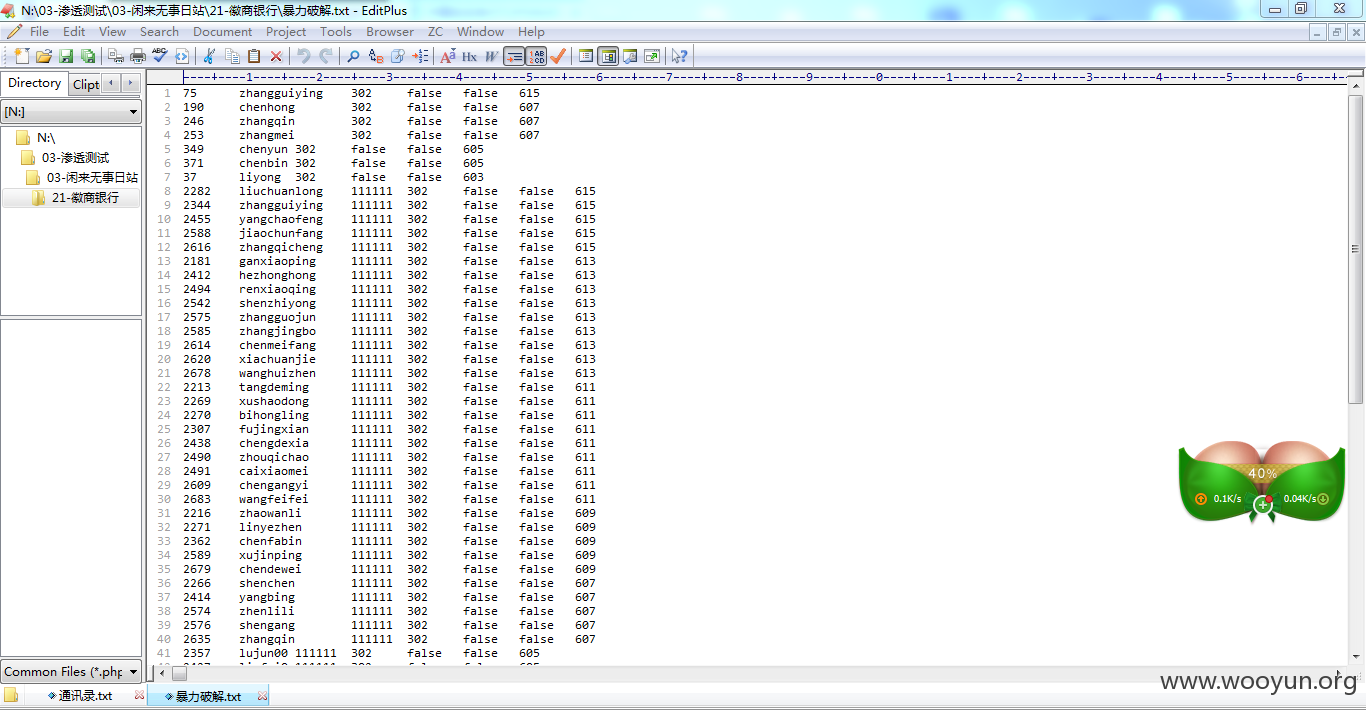 N:\03-渗透测试\03-闲来无事日站\21-徽商银行\暴力破解.txt - EditPlus
File Edit View Search Document Project Tools Browser ZC Window Help
Directory Clipt
[N:]
N:\
03-渗透测试
03-闲来无事日站
21-徽商银行
----+----1----+----2----+----3----+----4----+----5----+----6----+----7----+----8----+----9----+----0----+----1----+----2----+----3----+----4----+----5----+----6----+--
1 75 zhangguiying 302 false false 615
2 190 chenhong 302 false false 607
3 246 zhangqin 302 false false 607
4 253 zhangmei 302 false false 607
5 349 chenyun 302 false false 605
6 371 chenbin 302 false false 605
7 37 liyong 302 false false 603
8 2282 liuchuanlong 111111 302 false false 615
9 2344 zhangguiying 111111 302 false false 615
10 2455 yangchaofeng 111111 302 false false 615
11 2588 jiaochunfang 111111 302 false false 615
12 2616 zhangqicheng 111111 302 false false 615
13 2181 ganxiaoping 111111 302 false false 613
14 2412 hezhonghong 111111 302 false false 613
15 2494 renxiaoqing 111111 302 false false 613
16 2542 shenzhiyong 111111 302 false false 613
17 2575 zhangguojun 111111 302 false false 613
18 2585 zhangjingbo 111111 302 false false 613
19 2614 chenmeifang 111111 302 false false 613
20 2620 xiachuanjie 111111 302 false false 613
21 2678 wanghuizhen 111111 302 false false 613
22 2213 tangdeming 111111 302 false false 611
23 2269 xushaodong 111111 302 false false 611
24 2270 bihongling 111111 302 false false 611
25 2307 fujingxian 111111 302 false false 611
26 2438 chengdexia 111111 302 false false 611
27 2490 zhouqichao 111111 302 false false 611
28 2491 caixiaomei 111111 302 false false 611
29 2609 chengangyi 111111 302 false false 611
30 2683 wangfeifei 111111 302 false false 611
31 2216 zhaowanli 111111 302 false false 609
32 2271 linyezhen 111111 302 false false 609
33 2362 chenfabin 111111 302 false false 609
34 2589 xujinping 111111 302 false false 609
35 2679 chendewei 111111 302 false false 609
36 2266 shenchen 111111 302 false false 607
37 2414 yangbing 111111 302 false false 607
38 2574 zhenlili 111111 302 false false 607
39 2576 shengang 111111 302 false false 607
40 2635 zhangqin 111111 302 false false 607
41 2357 lujun00 111111 302 false false 605
40%
0.1K/s 0.04K/s
Common Files (*.php
通讯录.txt 暴力破解.txt
www.wooyun.org